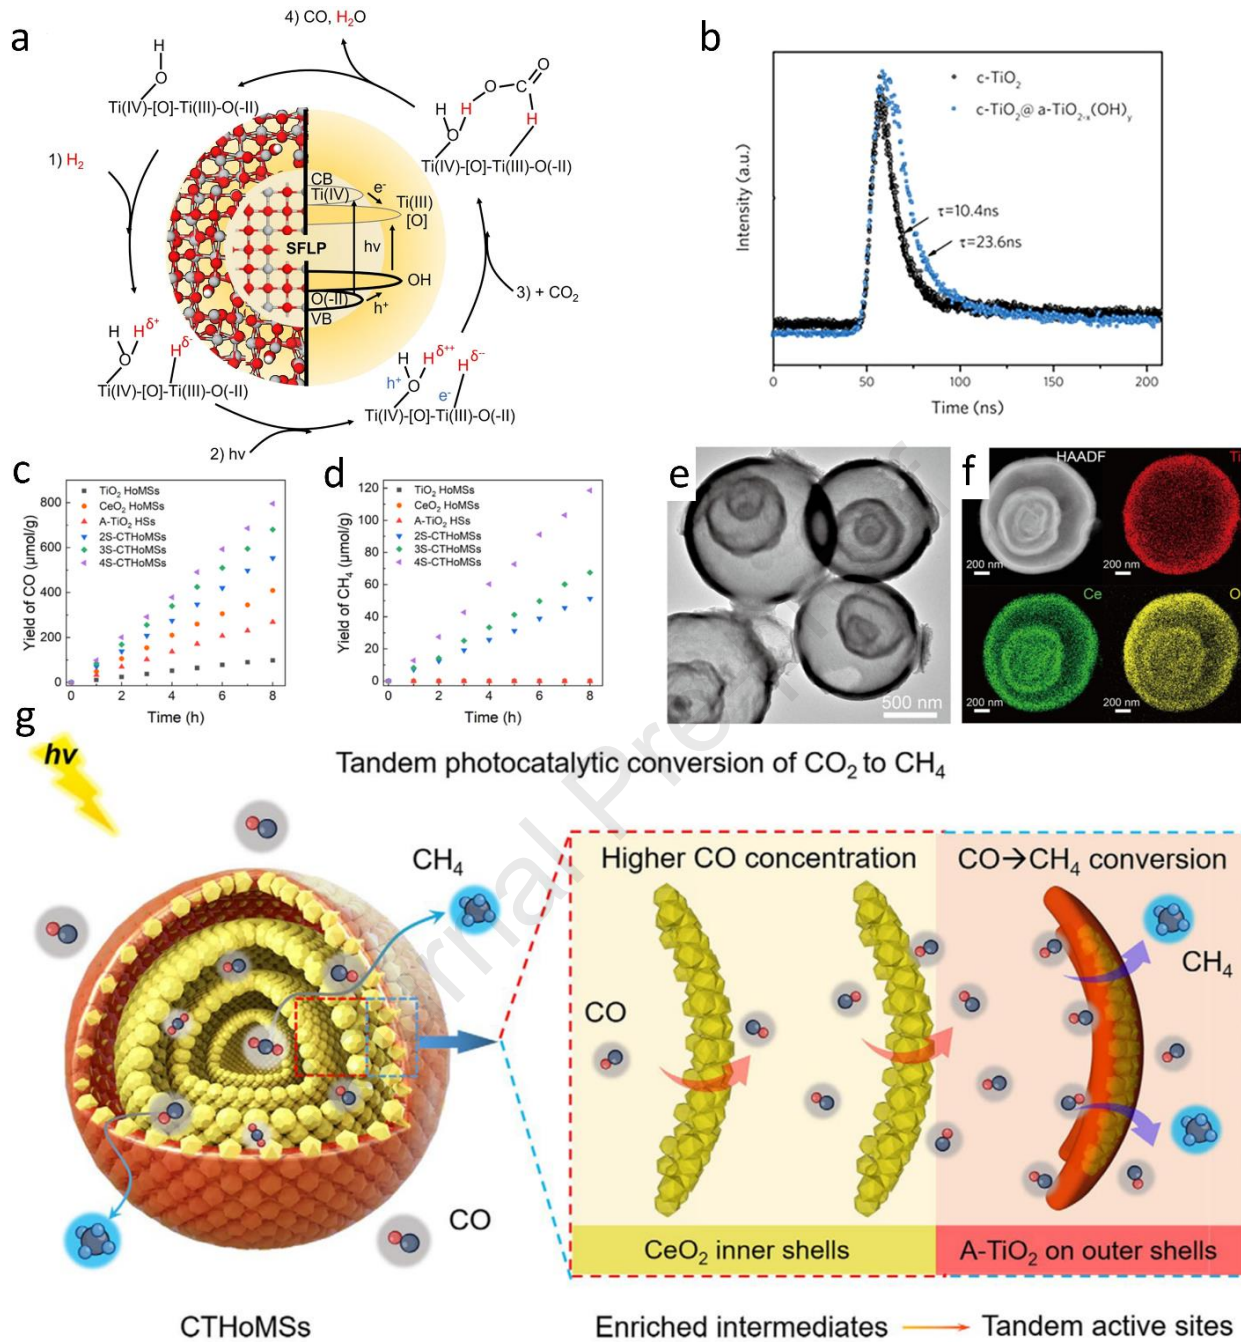 a
4) CO, H₂O
H
O
Ti(IV)-[O]-Ti(III)-O(-II)
1) H₂
CB
Ti(IV)
e⁻
Ti(III)
[O]
SFLP
hν
OH
O(-II)
h⁺
VB
H O
HO C O
H
Ti(IV)-[O]-Ti(III)-O(-II)
3) + CO₂
H H δ+
O H δ-
Ti(IV)-[O]-Ti(III)-O(-II)
2) hν
H H δ++
h⁺ O H δ--
e⁻
Ti(IV)-[O]-Ti(III)-O(-II)
b
c-TiO₂
c-TiO₂@ a-TiO₂₋ₓ(OH)ᵧ
τ=10.4ns
τ=23.6ns
Intensity (a.u.)
0 50 100 150 200
Time (ns)
c
TiO₂ HoMSs
CeO₂ HoMSs
A-TiO₂ HSs
2S-CTHoMSs
3S-CTHoMSs
4S-CTHoMSs
Yield of CO (μmol/g)
800
600
400
200
0
0 2 4 6 8
Time (h)
d
TiO₂ HoMSs
CeO₂ HoMSs
A-TiO₂ HSs
2S-CTHoMSs
3S-CTHoMSs
4S-CTHoMSs
Yield of CH₄ (μmol/g)
120
100
80
60
40
20
0
0 2 4 6 8
Time (h)
e
500 nm
f
HAADF
200 nm
Ti
200 nm
Ce
200 nm
O
200 nm
g
hν
Tandem photocatalytic conversion of CO₂ to CH₄
CH₄
CO
CTHoMSs
Higher CO concentration
CO
CeO₂ inner shells
CO→CH₄ conversion
CH₄
A-TiO₂ on outer shells
Enriched intermediates → Tandem active sites